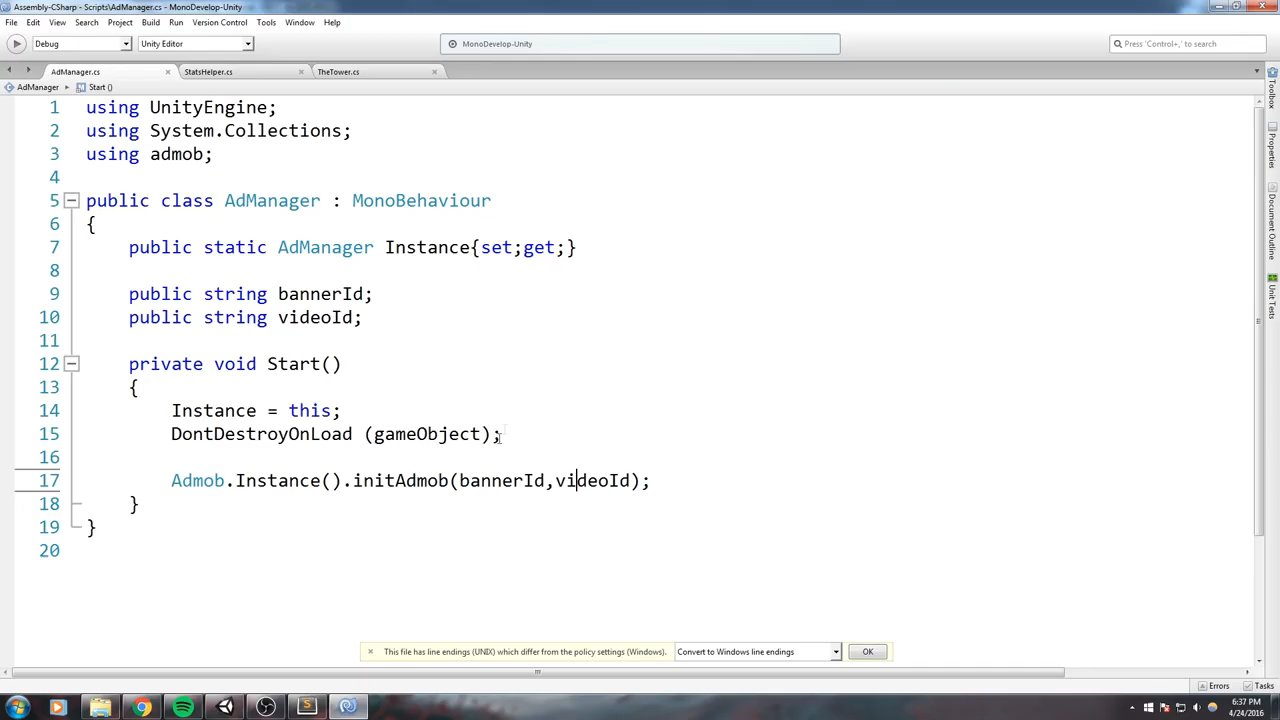 Assembly-CSharp - Scripts\AdManager.cs - MonoDevelop-Unity
File Edit View Search Project Build Run Version Control Tools Window Help
Debug Unity Editor MonoDevelop-Unity Press 'Control+,' to search
AdManager.cs StatsHelper.cs TheTower.cs
AdManager Start ()
1 using UnityEngine;
2 using System.Collections;
3 using admob;
4
5 public class AdManager : MonoBehaviour
6 {
7 public static AdManager Instance{set;get;}
8
9 public string bannerId;
10 public string videoId;
11
12 private void Start()
13 {
14 Instance = this;
15 DontDestroyOnLoad (gameObject);
16
17 Admob.Instance().initAdmob(bannerId,videoId);
18 }
19 }
20
Toolbox
Properties
Document Outline
Unit Tests
This file has line endings (UNIX) which differ from the policy settings (Windows). Convert to Windows line endings OK
Errors Tasks
6:37 PM
4/24/2016